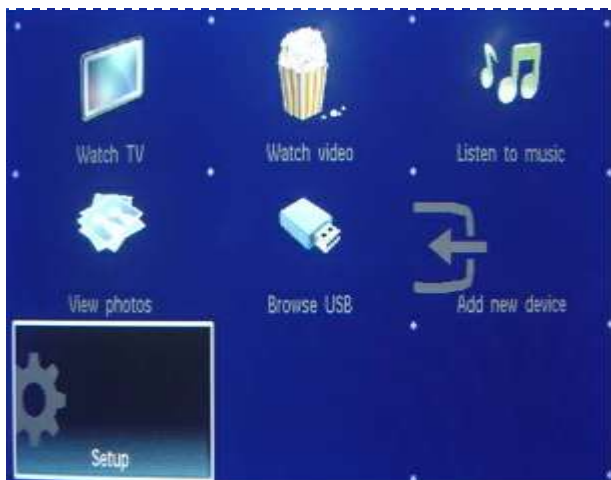 Watch TV
Watch video
Listen to music
View photos
Browse USB
Add new device
Setup